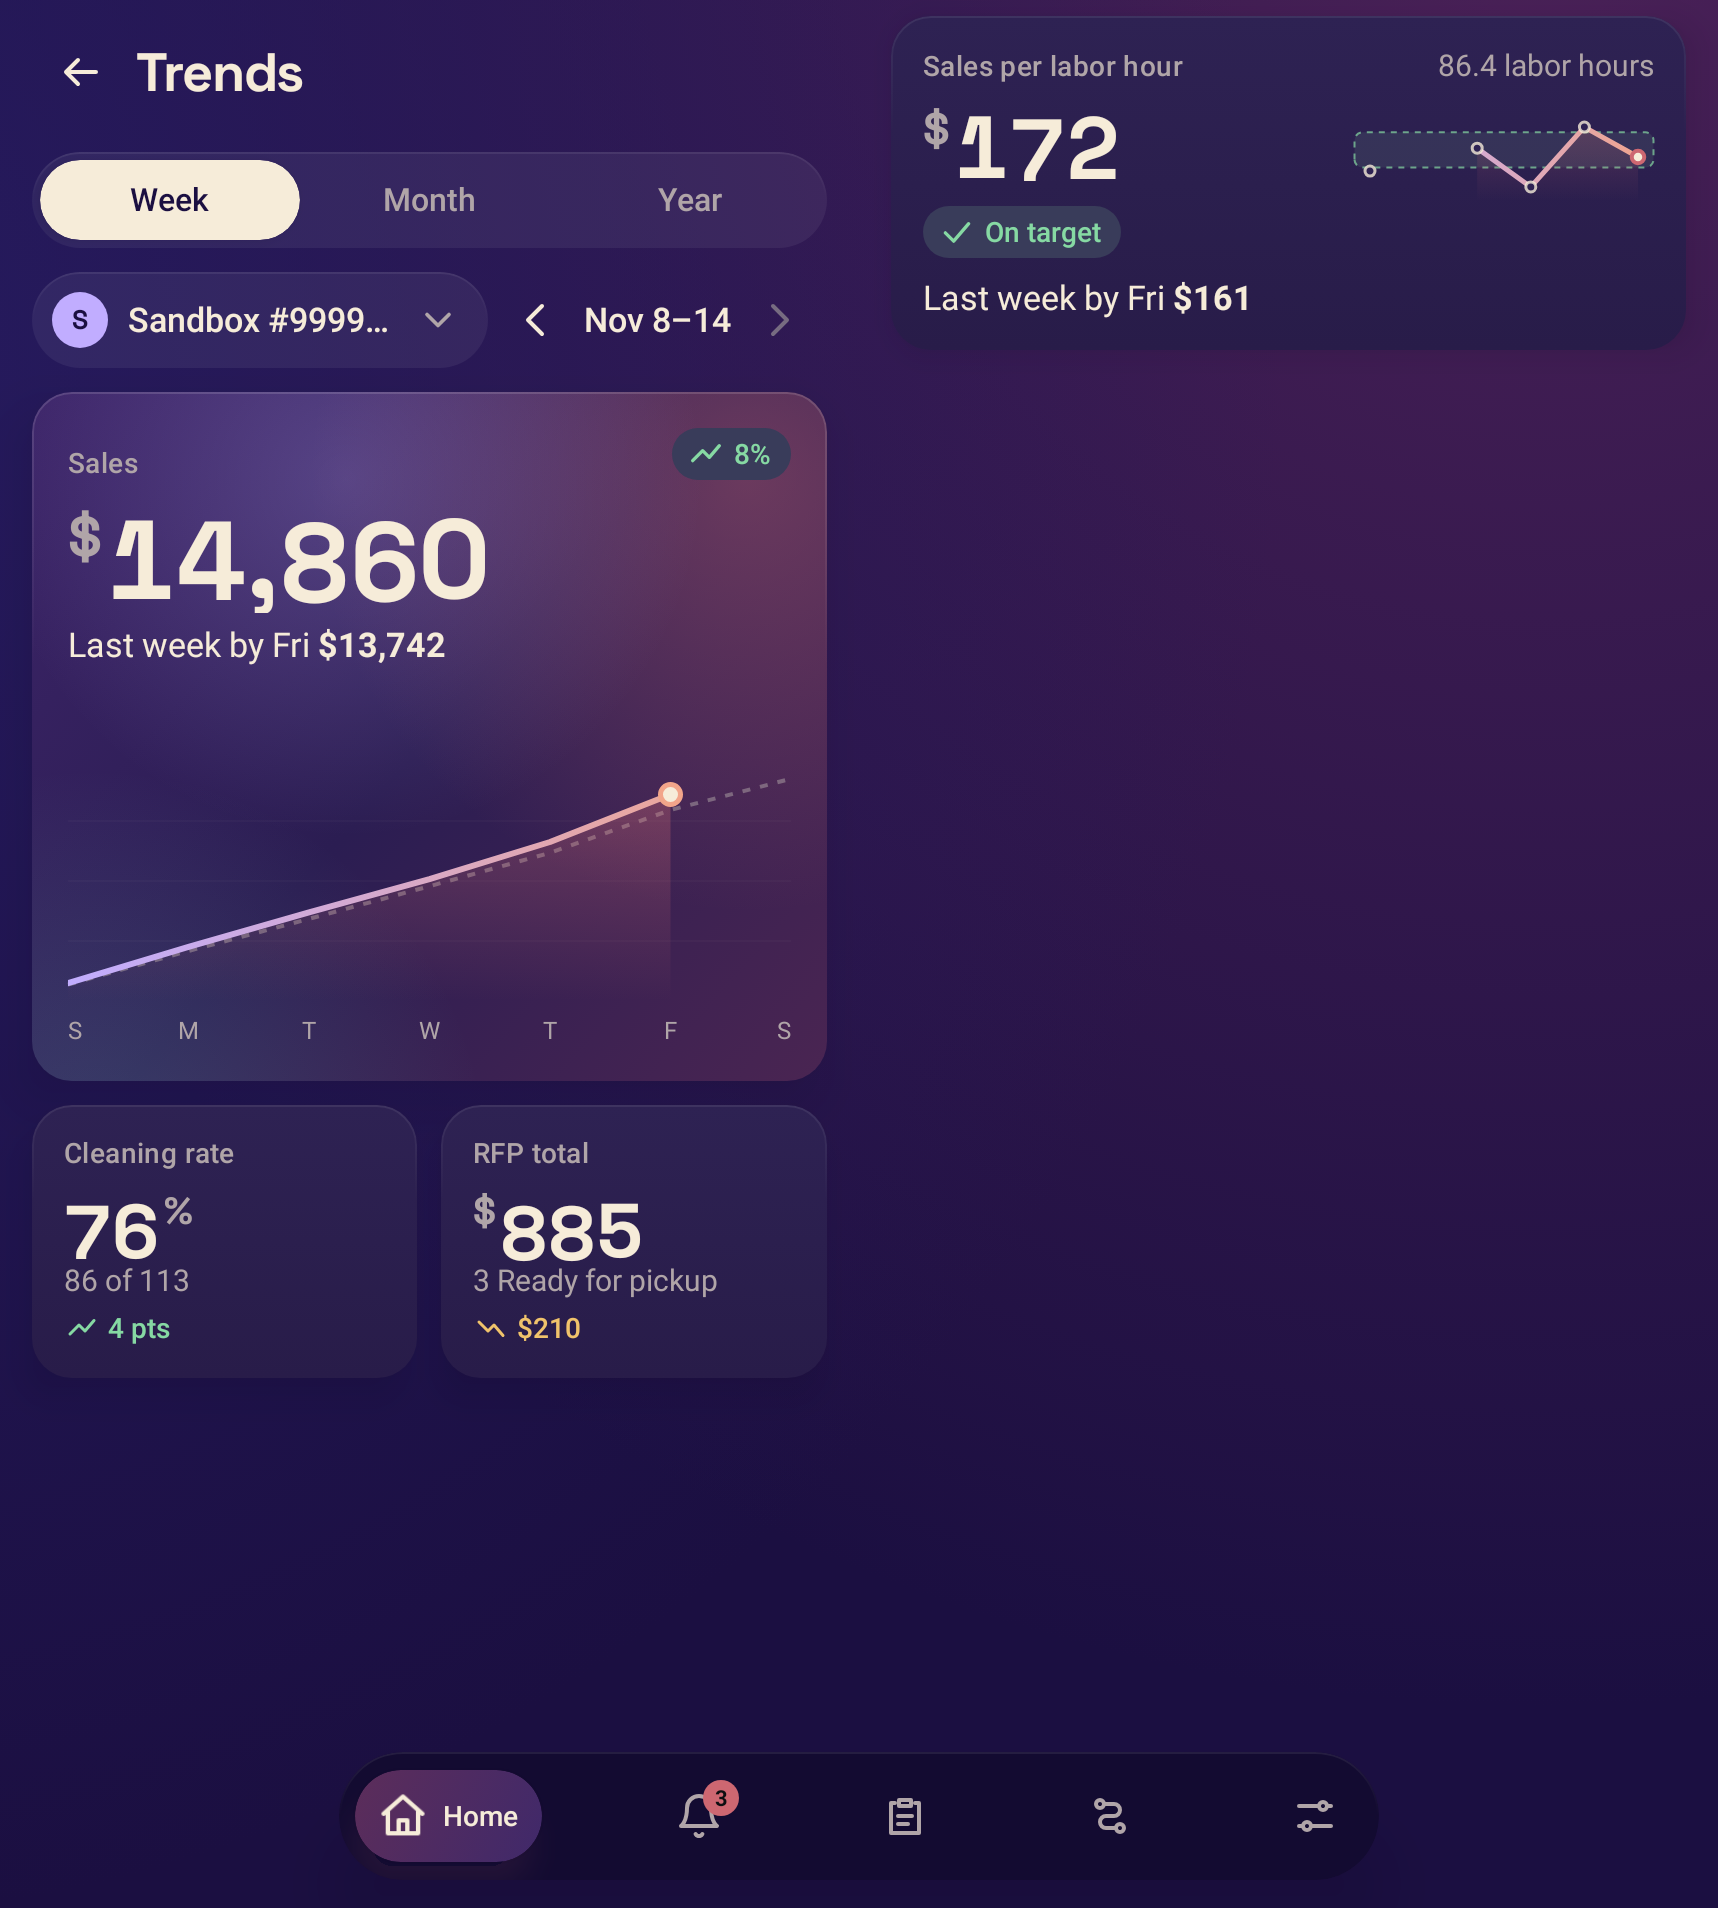 Trends
Week
Month
Year
S
Sandbox #9999...
Nov 8–14
Sales
8%
$14,860
Last week by Fri $13,742
S M T W T F S
Cleaning rate
76%
86 of 113
4 pts
RFP total
$885
3 Ready for pickup
$210
Sales per labor hour
86.4 labor hours
$172
On target
Last week by Fri $161
Home
3